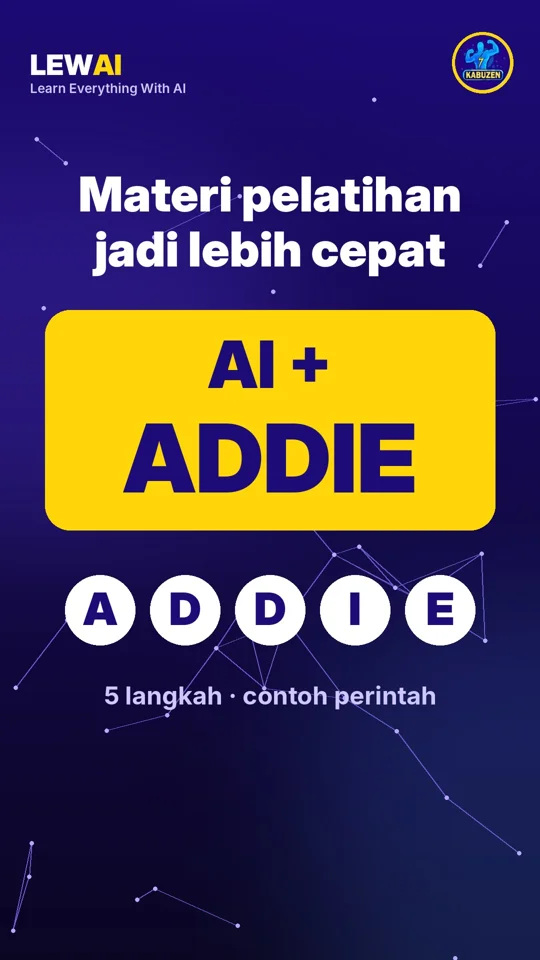 LEWAI
Learn Everything With AI
7
KABUZEN
Materi pelatihan
jadi lebih cepat
AI +
ADDIE
A D D I E
5 langkah · contoh perintah